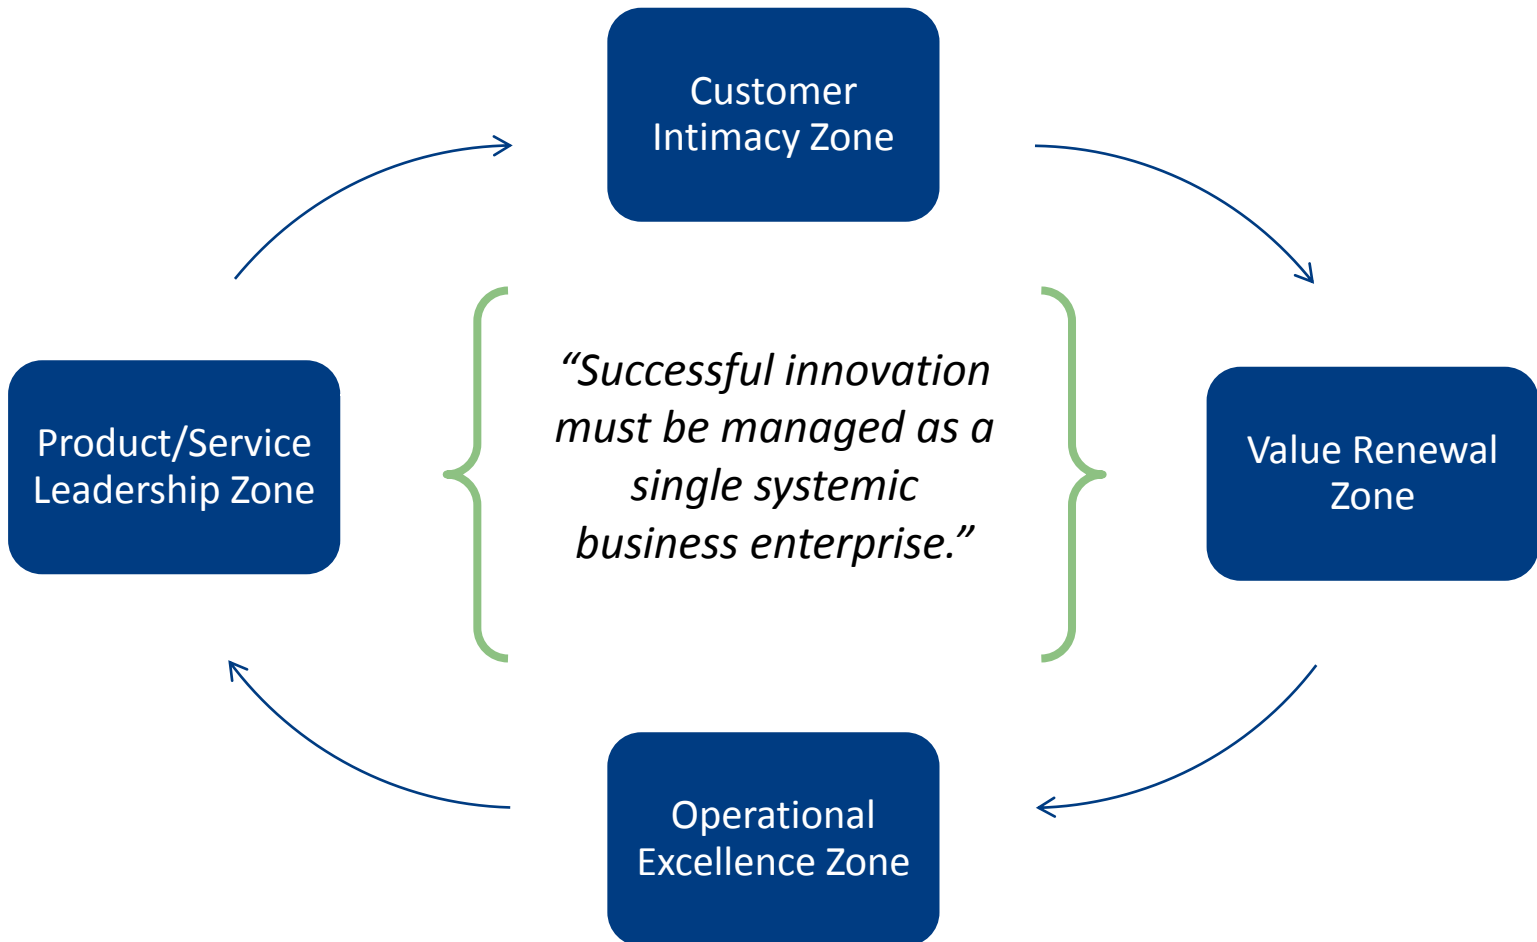 Customer
Intimacy Zone
“Successful innovation
must be managed as a
single systemic
business enterprise.”
Product/Service
Leadership Zone
Value Renewal
Zone
Operational
Excellence Zone